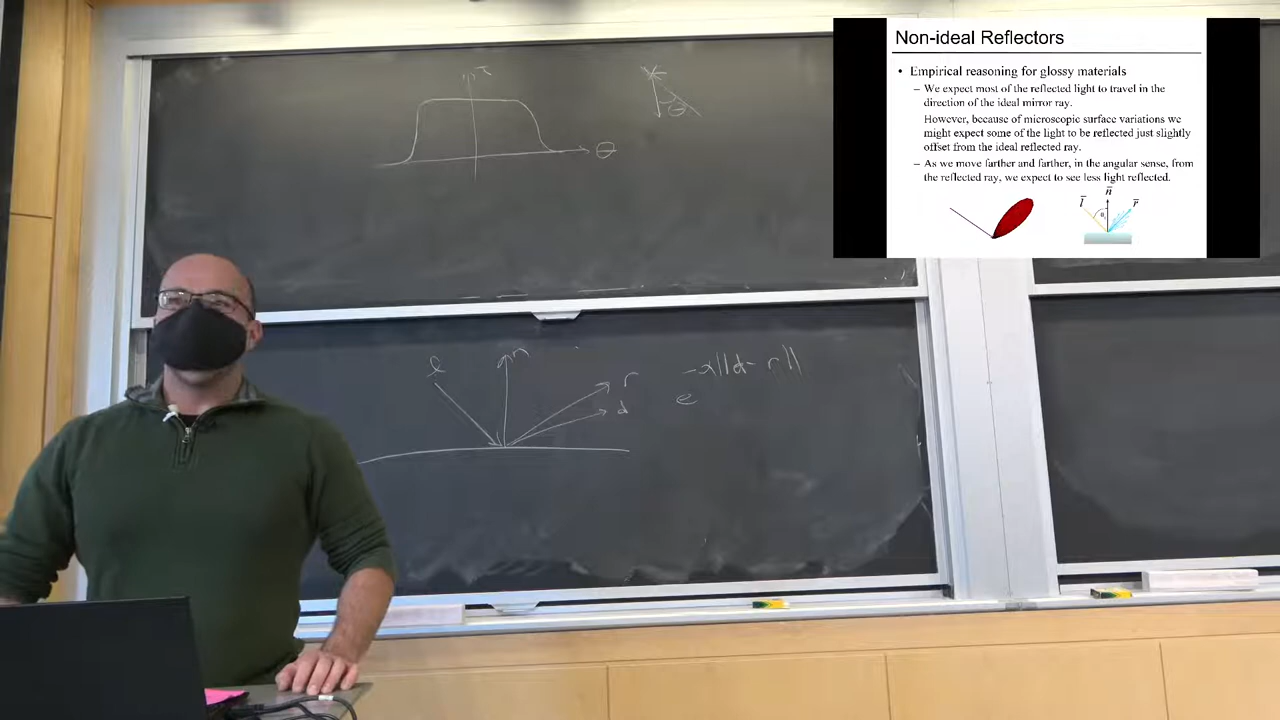 Non-ideal Reflectors
• Empirical reasoning for glossy materials
– We expect most of the reflected light to travel in the
direction of the ideal mirror ray.
However, because of microscopic surface variations we
might expect some of the light to be reflected just slightly
offset from the ideal reflected ray.
– As we move farther and farther, in the angular sense, from
the reflected ray, we expect to see less light reflected.
l n r
θ
θ
l n r d
e -α||d-r||